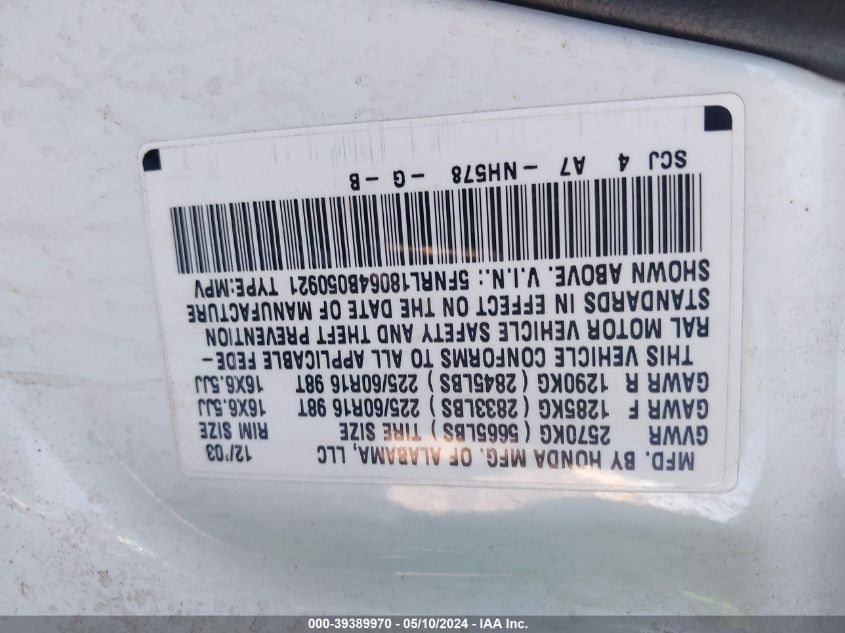 MFD. BY HONDA MFG. OF ALABAMA, LLC 12/'03
GVWR 2570KG ( 5665LBS ) TIRE SIZE RIM SIZE
GAWR F 1285KG ( 2833LBS ) 225/60R16 98T 16X6.5JJ
GAWR R 1290KG ( 2845LBS ) 225/60R16 98T 16X6.5JJ
THIS VEHICLE CONFORMS TO ALL APPLICABLE FEDE-
RAL MOTOR VEHICLE SAFETY AND THEFT PREVENTION
STANDARDS IN EFFECT ON THE DATE OF MANUFACTURE
SHOWN ABOVE. V.I.N.: 5FNRL18064B050921 TYPE:MPV
SCJ 4 A7 -NH578 -G-B
000-39389970 - 05/10/2024 - IAA Inc.